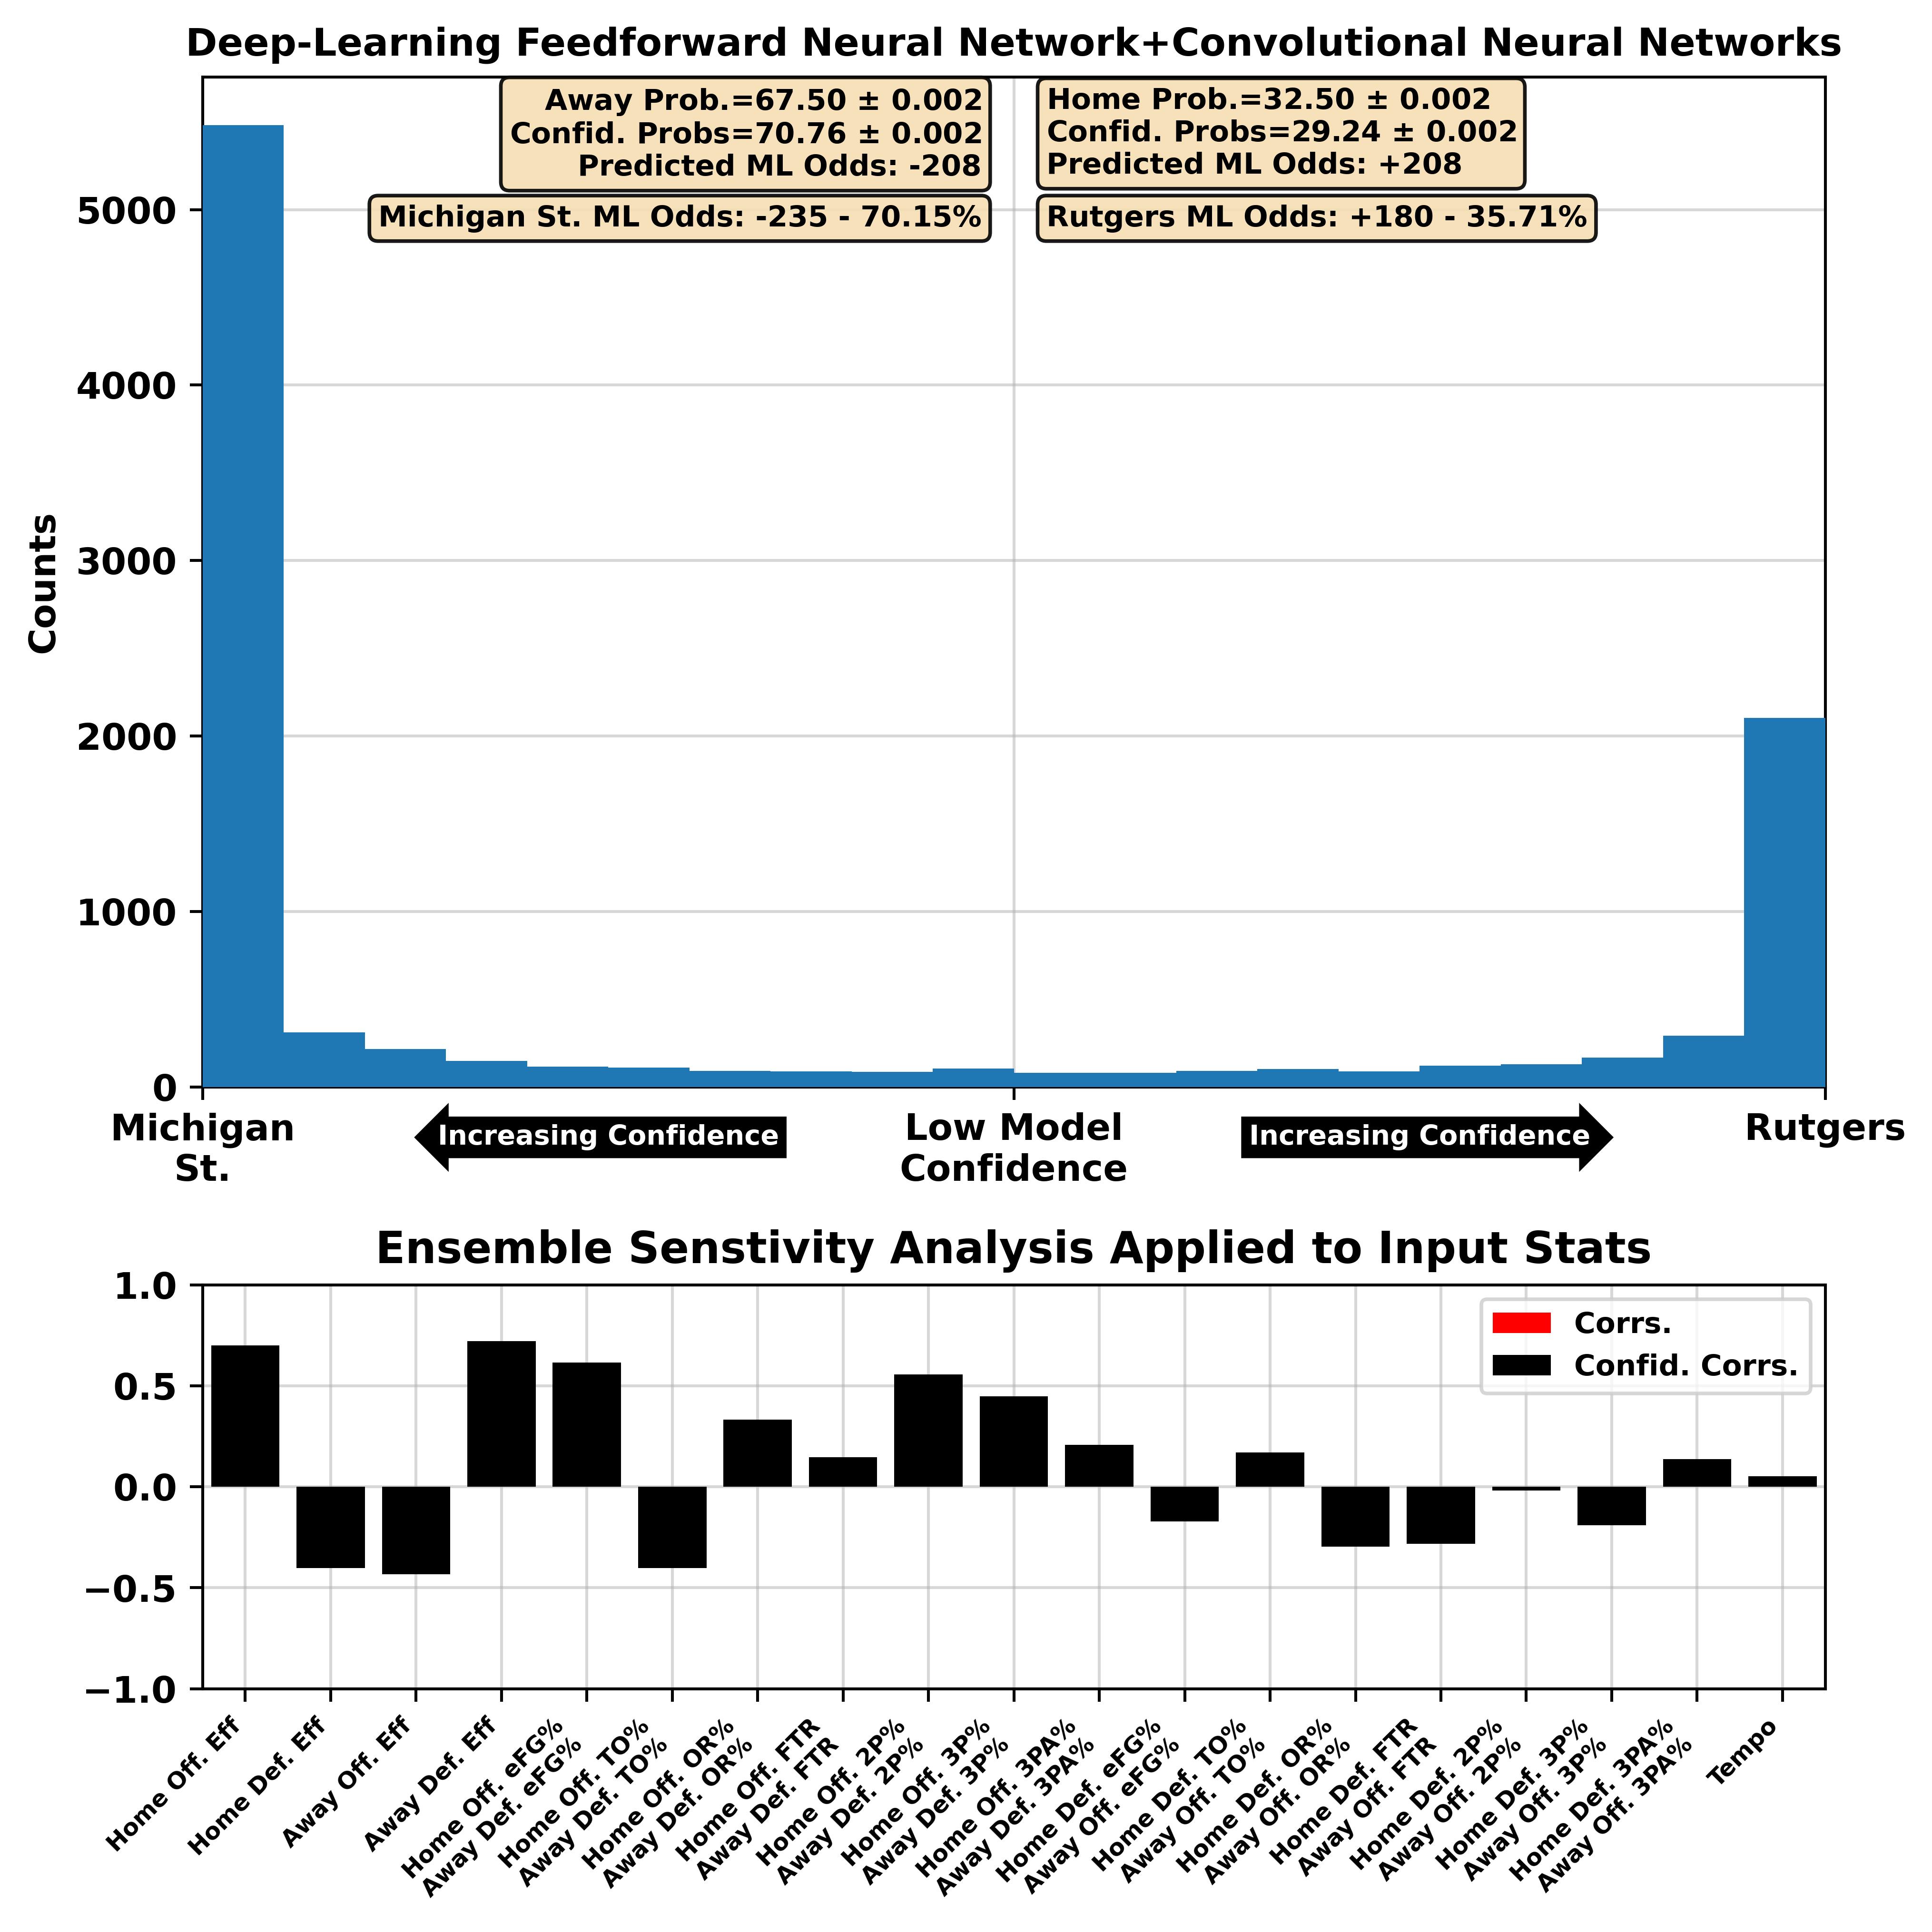 Deep-Learning Feedforward Neural Network+Convolutional Neural Networks
Away Prob.=67.50 ± 0.002
Confid. Probs=70.76 ± 0.002
Predicted ML Odds: -208
Home Prob.=32.50 ± 0.002
Confid. Probs=29.24 ± 0.002
Predicted ML Odds: +208
Michigan St. ML Odds: -235 - 70.15%
Rutgers ML Odds: +180 - 35.71%
Counts
5000
4000
3000
2000
1000
0
Michigan
St.
Increasing Confidence
Low Model
Confidence
Increasing Confidence
Rutgers
Ensemble Senstivity Analysis Applied to Input Stats
1.0
0.5
0.0
−0.5
−1.0
Corrs.
Confid. Corrs.
Home Off. Eff
Home Def. Eff
Away Off. Eff
Away Def. Eff
Home Off. eFG%
Away Def. eFG%
Home Off. TO%
Away Def. TO%
Home Off. OR%
Away Def. OR%
Home Off. FTR
Away Def. FTR
Home Off. 2P%
Away Def. 2P%
Home Off. 3P%
Away Def. 3P%
Home Off. 3PA%
Away Def. 3PA%
Home Def. eFG%
Away Off. eFG%
Home Def. TO%
Away Off. TO%
Home Def. OR%
Away Off. OR%
Home Def. FTR
Away Off. FTR
Home Def. 2P%
Away Off. 2P%
Home Def. 3P%
Away Off. 3P%
Home Def. 3PA%
Away Off. 3PA%
Tempo